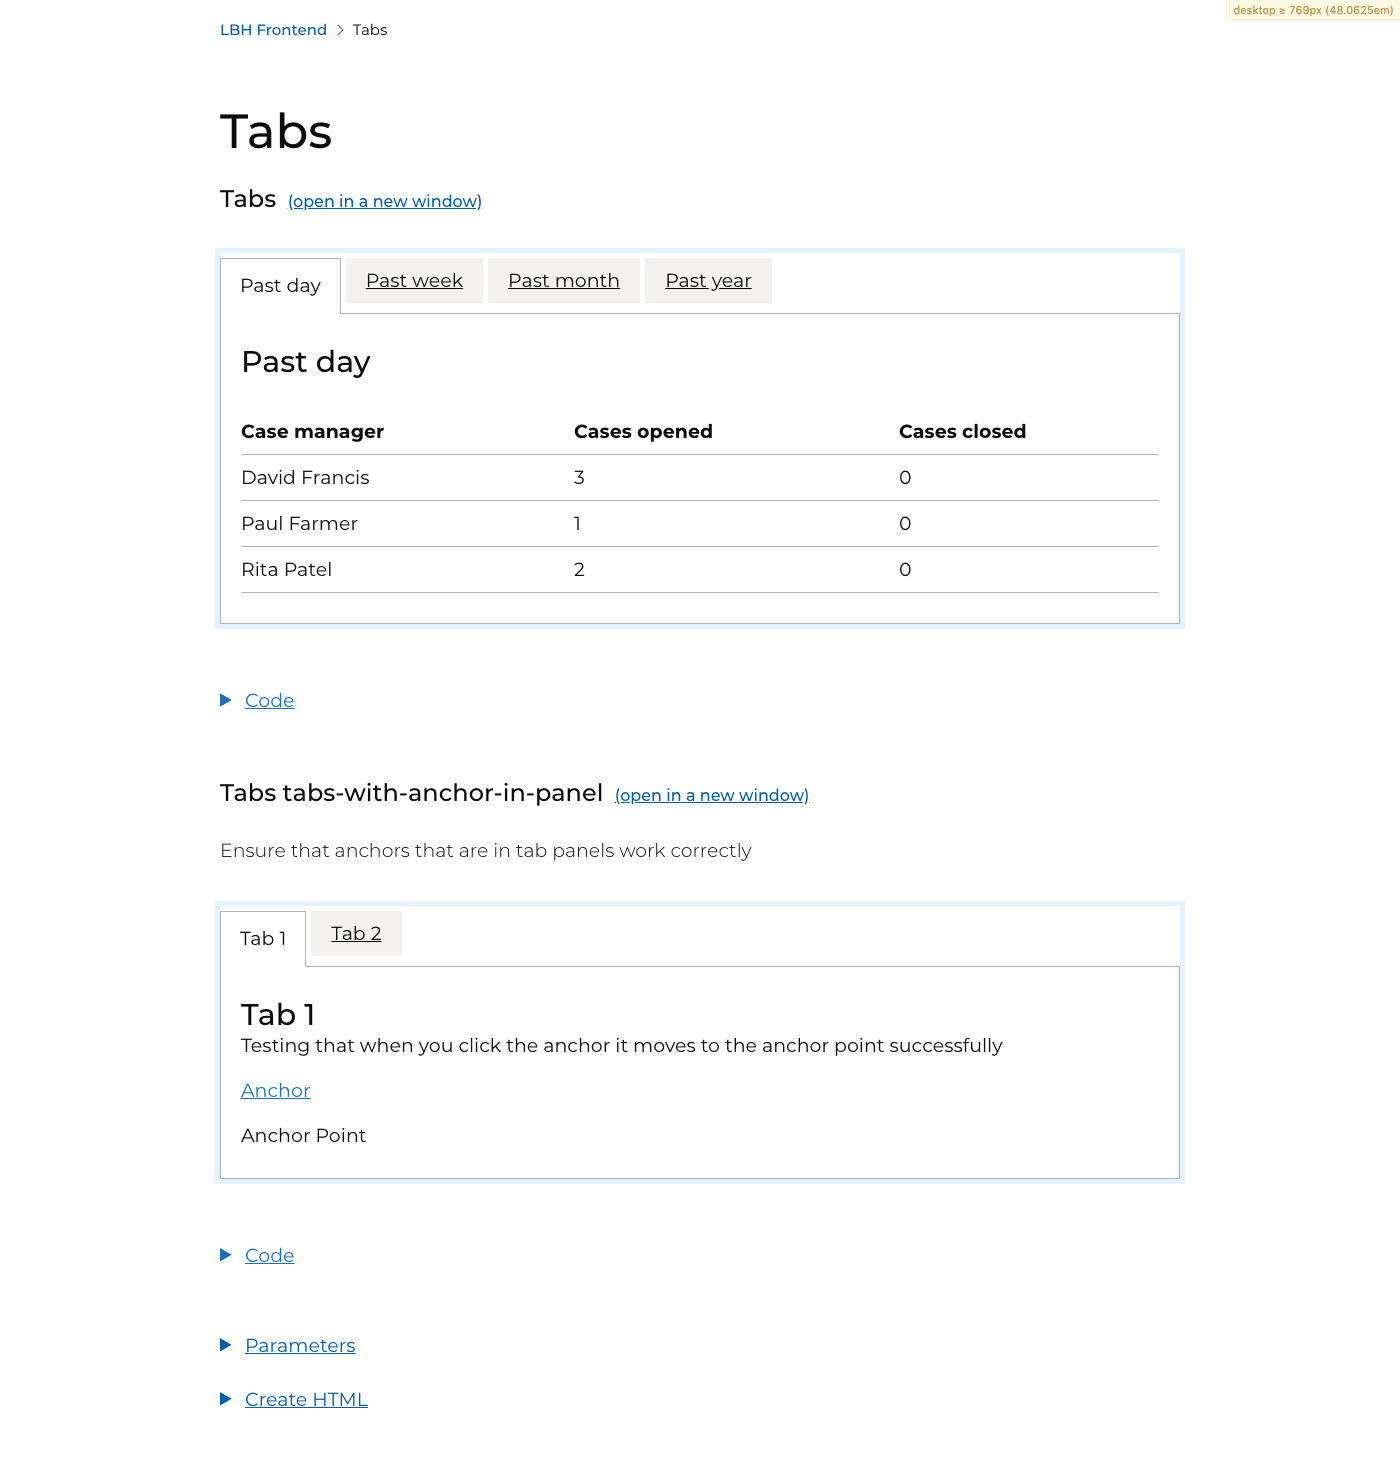 LBH Frontend > Tabs
desktop ≥ 769px (48.0625em)
Tabs
Tabs (open in a new window)
Past day Past week Past month Past year
Past day
Case manager Cases opened Cases closed
David Francis 3 0
Paul Farmer 1 0
Rita Patel 2 0
Code
Tabs tabs-with-anchor-in-panel (open in a new window)
Ensure that anchors that are in tab panels work correctly
Tab 1 Tab 2
Tab 1
Testing that when you click the anchor it moves to the anchor point successfully
Anchor
Anchor Point
Code
Parameters
Create HTML